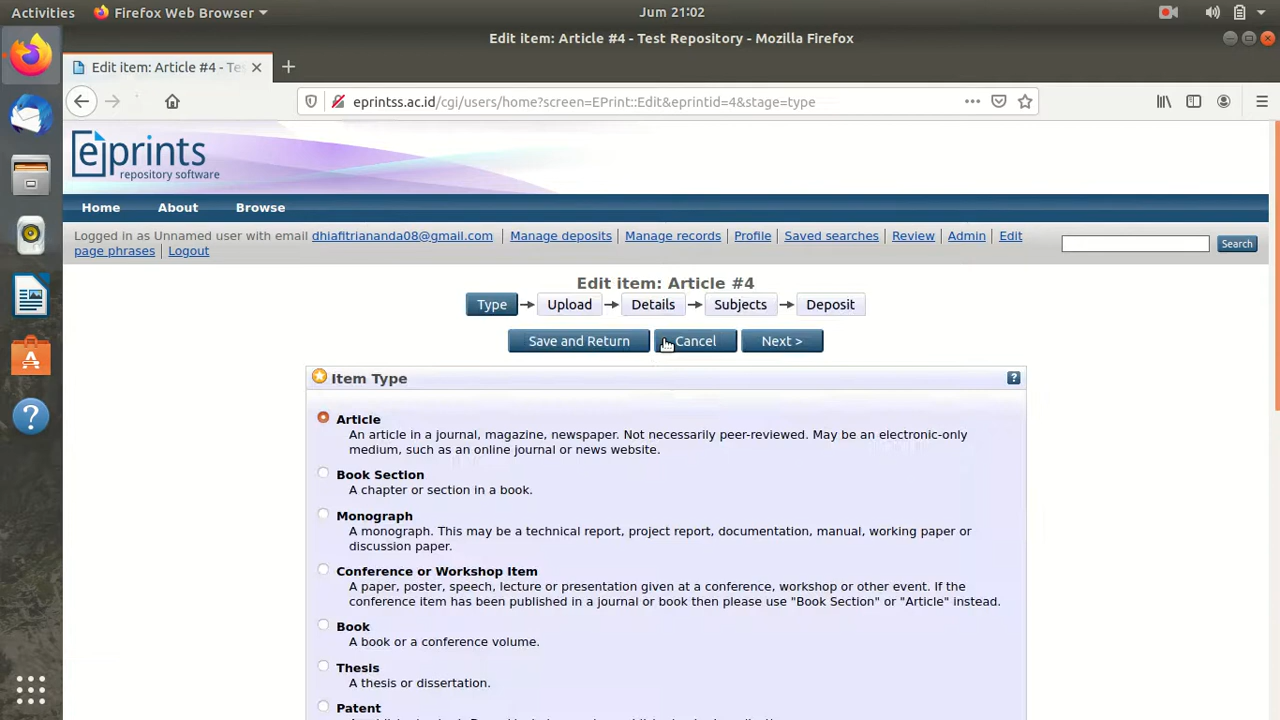 Activities Firefox Web Browser Jum 21:02
Edit item: Article #4 - Test Repository - Mozilla Firefox
Edit item: Article #4 - Te
eprintss.ac.id/cgi/users/home?screen=EPrint::Edit&eprintid=4&stage=type
eprints
repository software
Home About Browse
Logged in as Unnamed user with email dhiafitriananda08@gmail.com | Manage deposits | Manage records | Profile | Saved searches | Review | Admin | Edit
page phrases | Logout
Search
Edit item: Article #4
Type Upload Details Subjects Deposit
Save and Return Cancel Next >
Item Type ?
Article
An article in a journal, magazine, newspaper. Not necessarily peer-reviewed. May be an electronic-only
medium, such as an online journal or news website.
Book Section
A chapter or section in a book.
Monograph
A monograph. This may be a technical report, project report, documentation, manual, working paper or
discussion paper.
Conference or Workshop Item
A paper, poster, speech, lecture or presentation given at a conference, workshop or other event. If the
conference item has been published in a journal or book then please use "Book Section" or "Article" instead.
Book
A book or a conference volume.
Thesis
A thesis or dissertation.
Patent